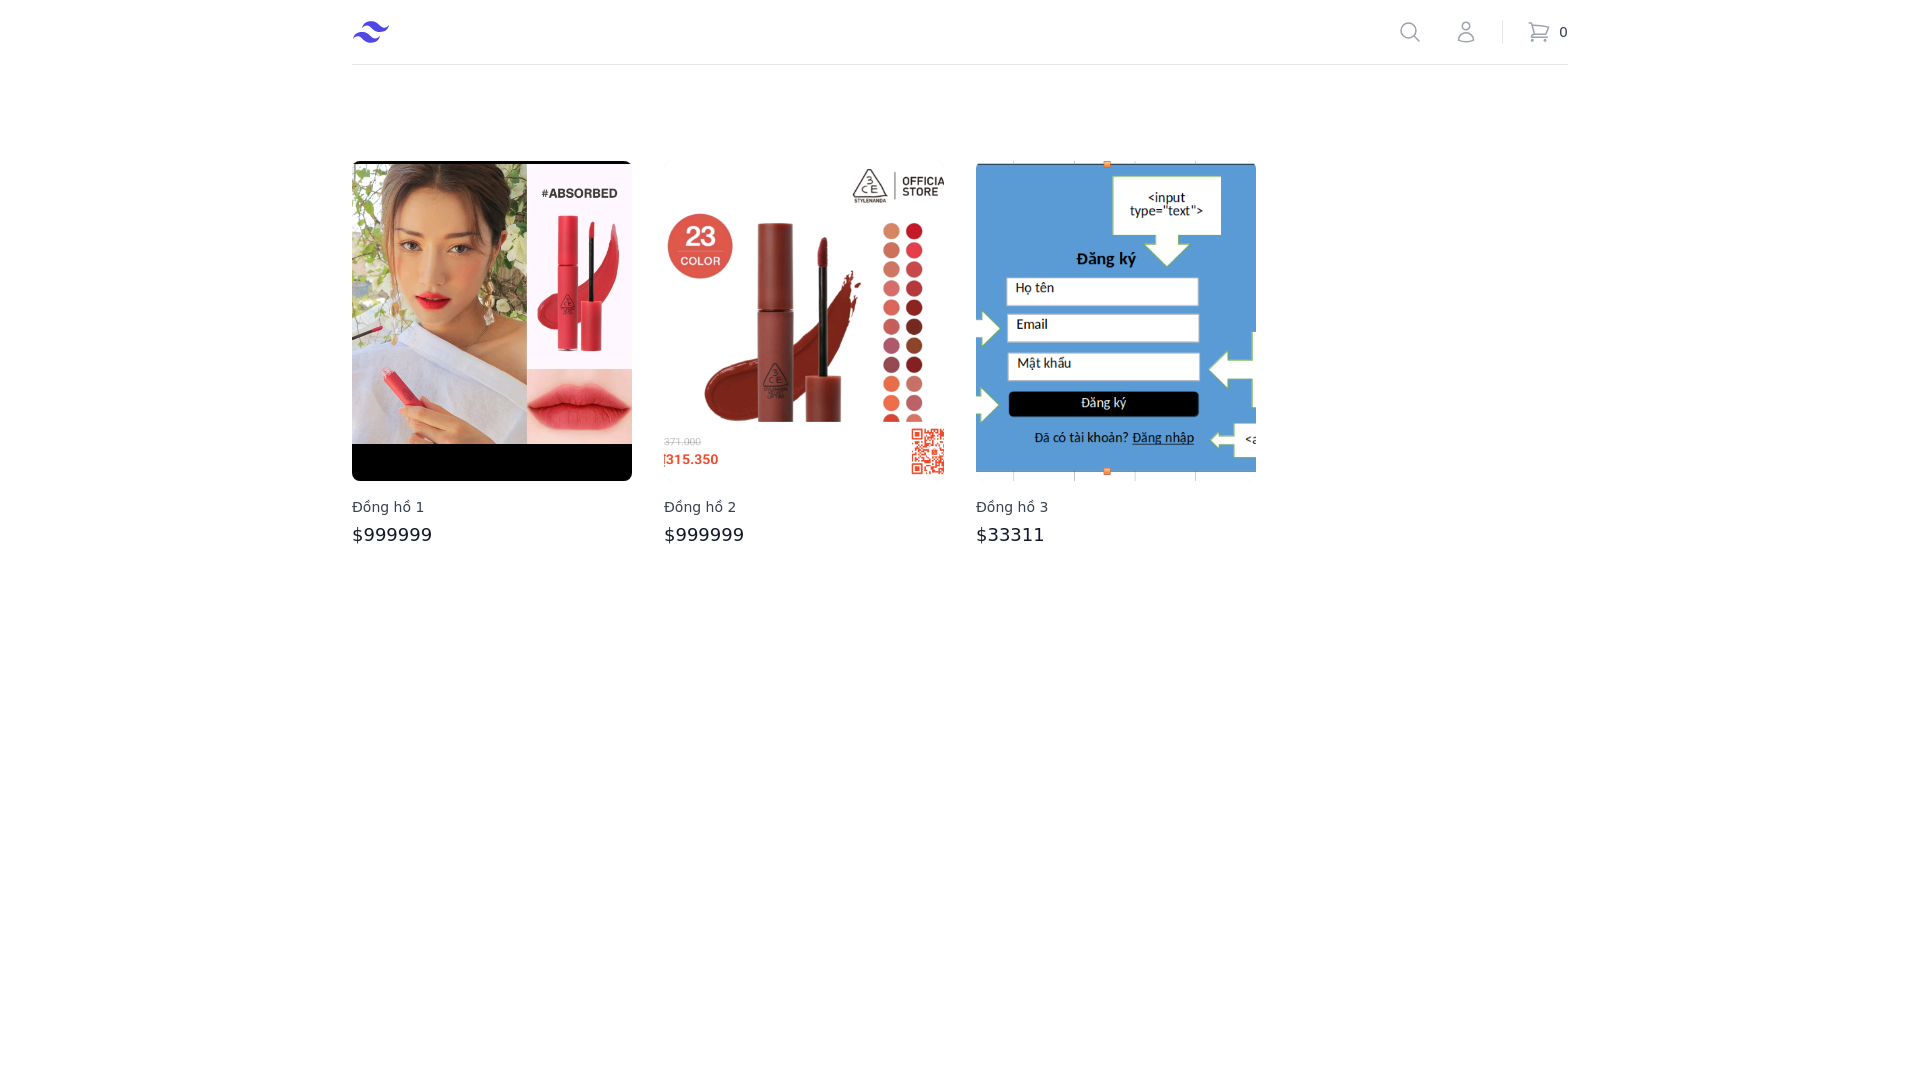 0
#ABSORBED
3CE
STYLENANDA
OFFICIA
STORE
23
COLOR
371.000
315.350
<input
type="text">
Đăng ký
Họ tên
Email
Mật khẩu
Đăng ký
Đã có tài khoản? Đăng nhập
<a
Đồng hồ 1
$999999
Đồng hồ 2
$999999
Đồng hồ 3
$33311